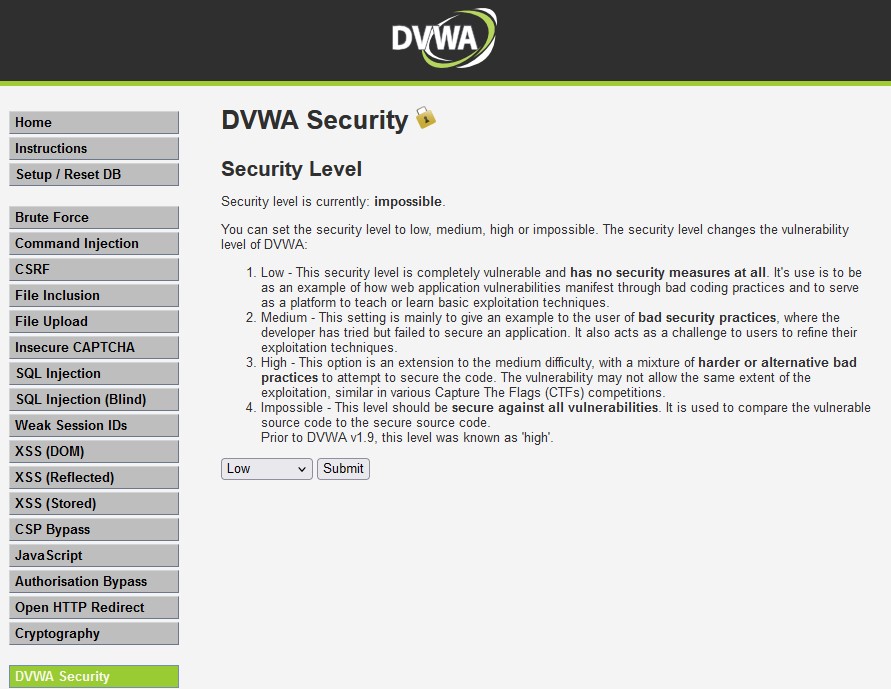 DVWA
Home
Instructions
Setup / Reset DB
Brute Force
Command Injection
CSRF
File Inclusion
File Upload
Insecure CAPTCHA
SQL Injection
SQL Injection (Blind)
Weak Session IDs
XSS (DOM)
XSS (Reflected)
XSS (Stored)
CSP Bypass
JavaScript
Authorisation Bypass
Open HTTP Redirect
Cryptography
DVWA Security
DVWA Security
Security Level
Security level is currently: impossible.
You can set the security level to low, medium, high or impossible. The security level changes the vulnerability
level of DVWA:
1. Low - This security level is completely vulnerable and has no security measures at all. It's use is to be
as an example of how web application vulnerabilities manifest through bad coding practices and to serve
as a platform to teach or learn basic exploitation techniques.
2. Medium - This setting is mainly to give an example to the user of bad security practices, where the
developer has tried but failed to secure an application. It also acts as a challenge to users to refine their
exploitation techniques.
3. High - This option is an extension to the medium difficulty, with a mixture of harder or alternative bad
practices to attempt to secure the code. The vulnerability may not allow the same extent of the
exploitation, similar in various Capture The Flags (CTFs) competitions.
4. Impossible - This level should be secure against all vulnerabilities. It is used to compare the vulnerable
source code to the secure source code.
Prior to DVWA v1.9, this level was known as 'high'.
Low
Submit